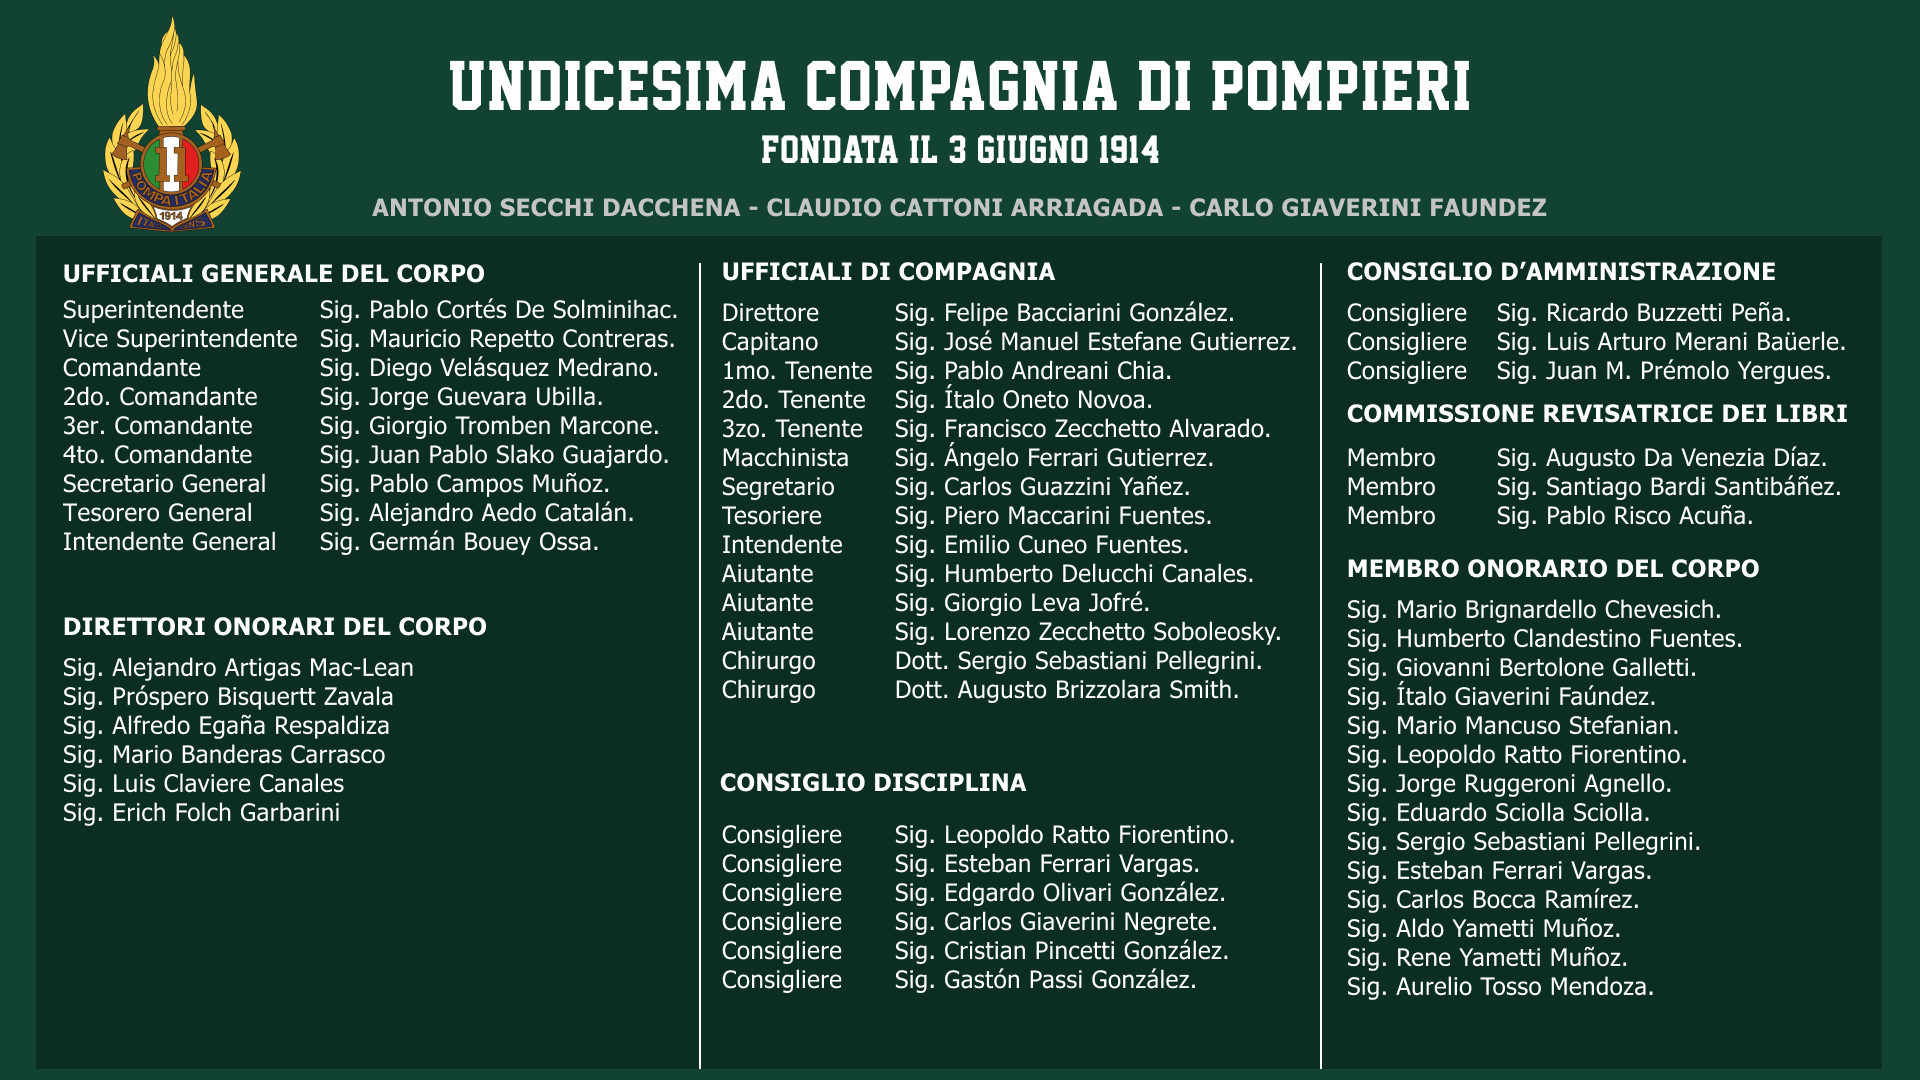 UNDICESIMA COMPAGNIA DI POMPIERI
FONDATA IL 3 GIUGNO 1914
ANTONIO SECCHI DACCHENA - CLAUDIO CATTONI ARRIAGADA - CARLO GIAVERINI FAUNDEZ
11
POMPA ITALIA
1914
UFFICIALI GENERALE DEL CORPO
Superintendente Sig. Pablo Cortés De Solminihac.
Vice Superintendente Sig. Mauricio Repetto Contreras.
Comandante Sig. Diego Velásquez Medrano.
2do. Comandante Sig. Jorge Guevara Ubilla.
3er. Comandante Sig. Giorgio Tromben Marcone.
4to. Comandante Sig. Juan Pablo Slako Guajardo.
Secretario General Sig. Pablo Campos Muñoz.
Tesorero General Sig. Alejandro Aedo Catalán.
Intendente General Sig. Germán Bouey Ossa.
DIRETTORI ONORARI DEL CORPO
Sig. Alejandro Artigas Mac-Lean
Sig. Próspero Bisquertt Zavala
Sig. Alfredo Egaña Respaldiza
Sig. Mario Banderas Carrasco
Sig. Luis Claviere Canales
Sig. Erich Folch Garbarini
UFFICIALI DI COMPAGNIA
Direttore Sig. Felipe Bacciarini González.
Capitano Sig. José Manuel Estefane Gutierrez.
1mo. Tenente Sig. Pablo Andreani Chia.
2do. Tenente Sig. Ítalo Oneto Novoa.
3zo. Tenente Sig. Francisco Zecchetto Alvarado.
Macchinista Sig. Ángelo Ferrari Gutierrez.
Segretario Sig. Carlos Guazzini Yañez.
Tesoriere Sig. Piero Maccarini Fuentes.
Intendente Sig. Emilio Cuneo Fuentes.
Aiutante Sig. Humberto Delucchi Canales.
Aiutante Sig. Giorgio Leva Jofré.
Aiutante Sig. Lorenzo Zecchetto Soboleosky.
Chirurgo Dott. Sergio Sebastiani Pellegrini.
Chirurgo Dott. Augusto Brizzolara Smith.
CONSIGLIO DISCIPLINA
Consigliere Sig. Leopoldo Ratto Fiorentino.
Consigliere Sig. Esteban Ferrari Vargas.
Consigliere Sig. Edgardo Olivari González.
Consigliere Sig. Carlos Giaverini Negrete.
Consigliere Sig. Cristian Pincetti González.
Consigliere Sig. Gastón Passi González.
CONSIGLIO D’AMMINISTRAZIONE
Consigliere Sig. Ricardo Buzzetti Peña.
Consigliere Sig. Luis Arturo Merani Baüerle.
Consigliere Sig. Juan M. Prémolo Yergues.
COMMISSIONE REVISATRICE DEI LIBRI
Membro Sig. Augusto Da Venezia Díaz.
Membro Sig. Santiago Bardi Santibáñez.
Membro Sig. Pablo Risco Acuña.
MEMBRO ONORARIO DEL CORPO
Sig. Mario Brignardello Chevesich.
Sig. Humberto Clandestino Fuentes.
Sig. Giovanni Bertolone Galletti.
Sig. Ítalo Giaverini Faúndez.
Sig. Mario Mancuso Stefanian.
Sig. Leopoldo Ratto Fiorentino.
Sig. Jorge Ruggeroni Agnello.
Sig. Eduardo Sciolla Sciolla.
Sig. Sergio Sebastiani Pellegrini.
Sig. Esteban Ferrari Vargas.
Sig. Carlos Bocca Ramírez.
Sig. Aldo Yametti Muñoz.
Sig. Rene Yametti Muñoz.
Sig. Aurelio Tosso Mendoza.